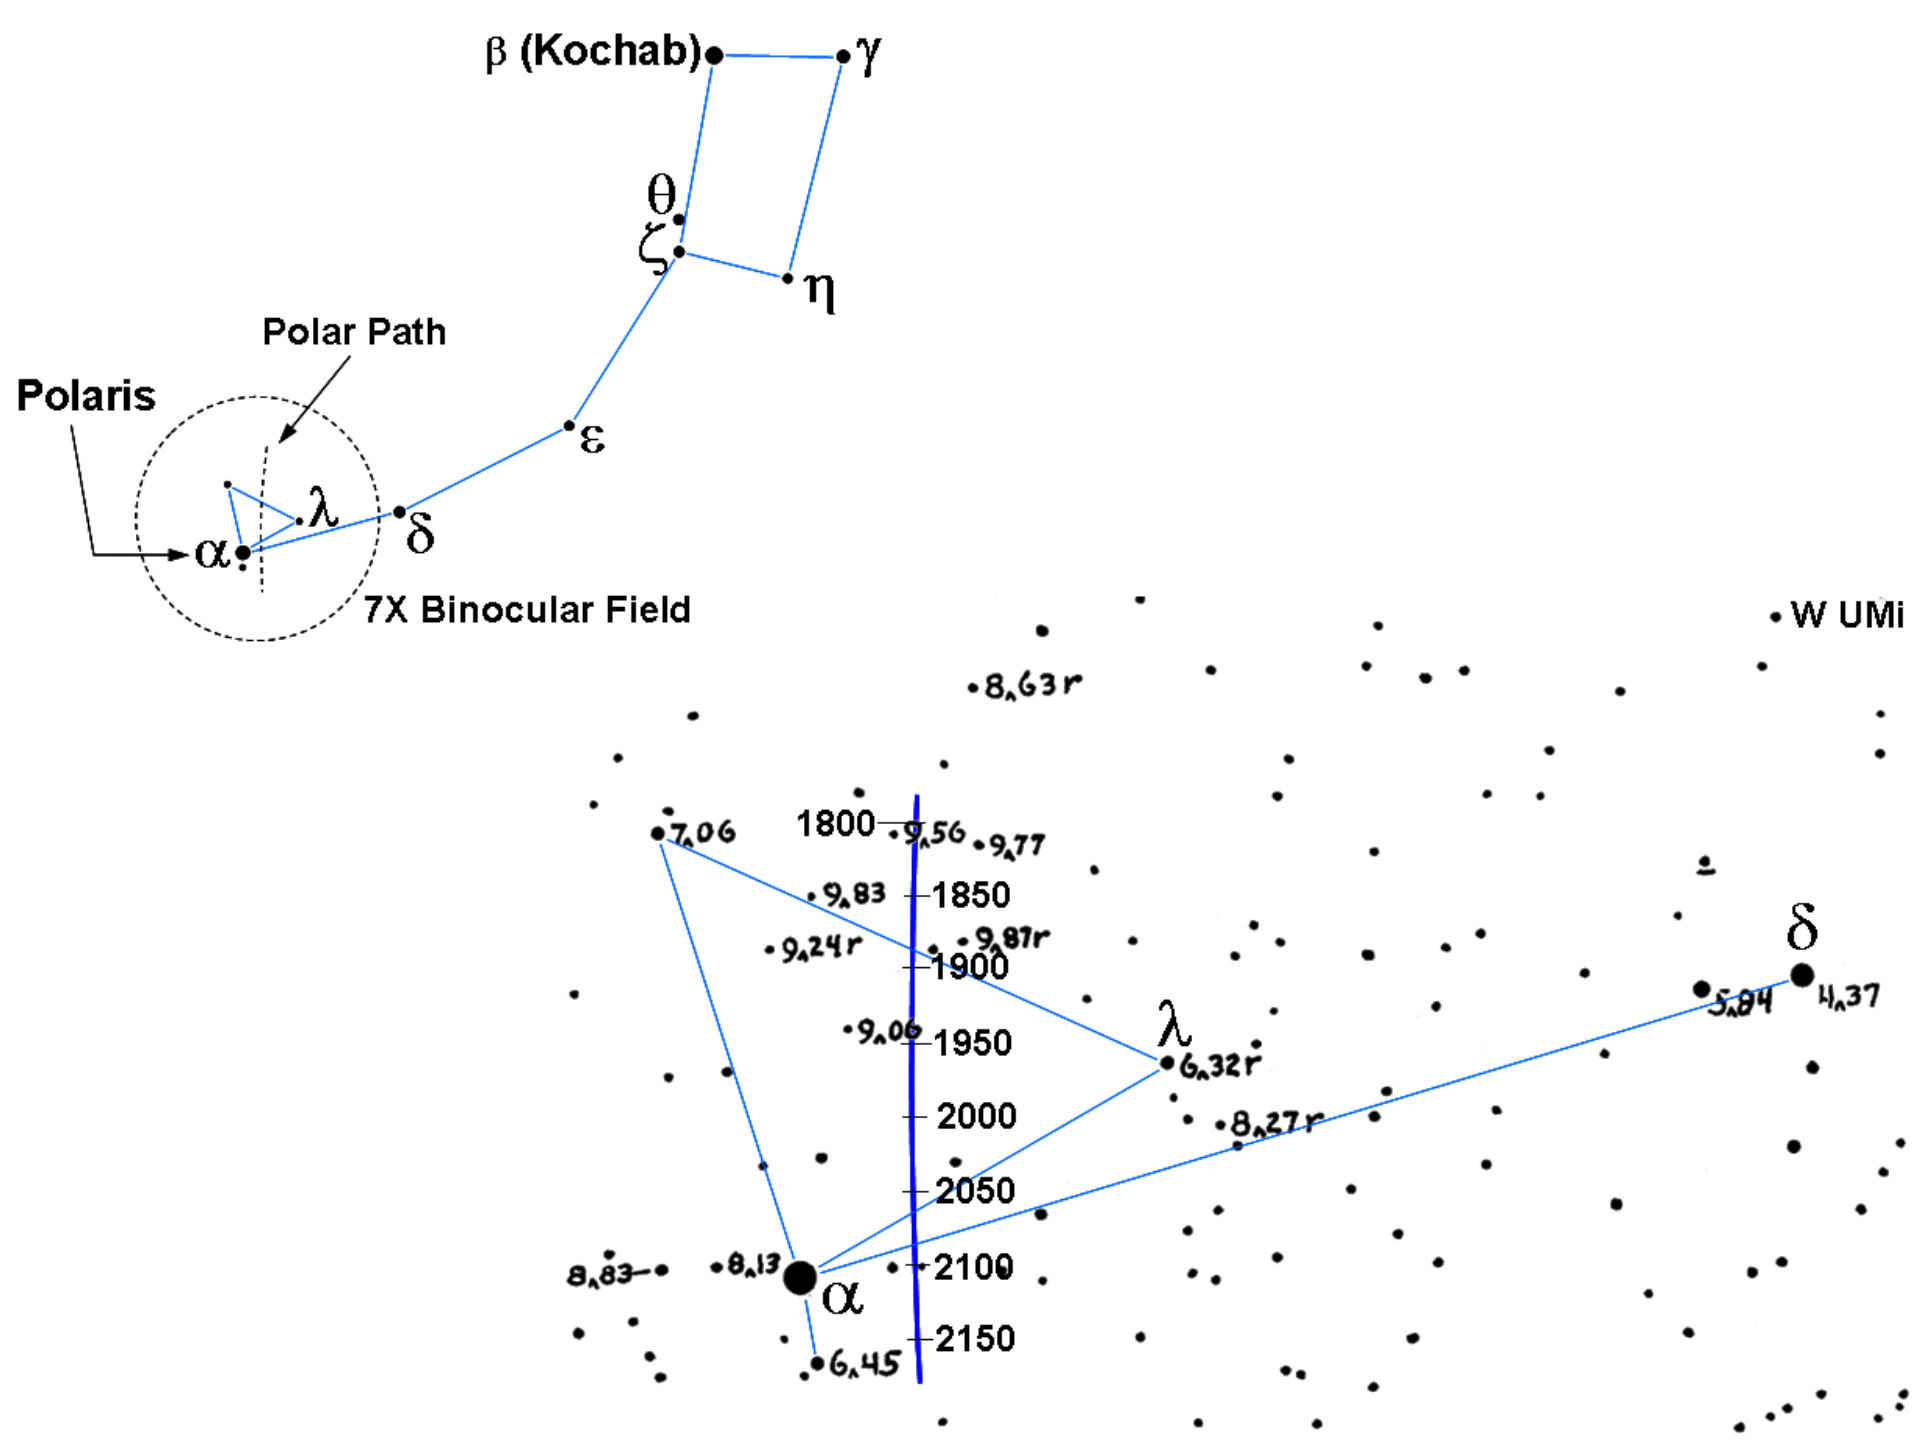 β (Kochab)
γ
θ
ζ
η
Polar Path
Polaris
ε
λ
α
δ
7X Binocular Field
W UMi
8‸63r
7‸06
1800
9‸56
9‸77
9‸83
1850
9‸24r
9‸87r
1900
δ
5‸84
4‸37
λ
9‸06
1950
6‸32r
2000
8‸27r
2050
8‸83
8‸13
2100
α
2150
6‸45